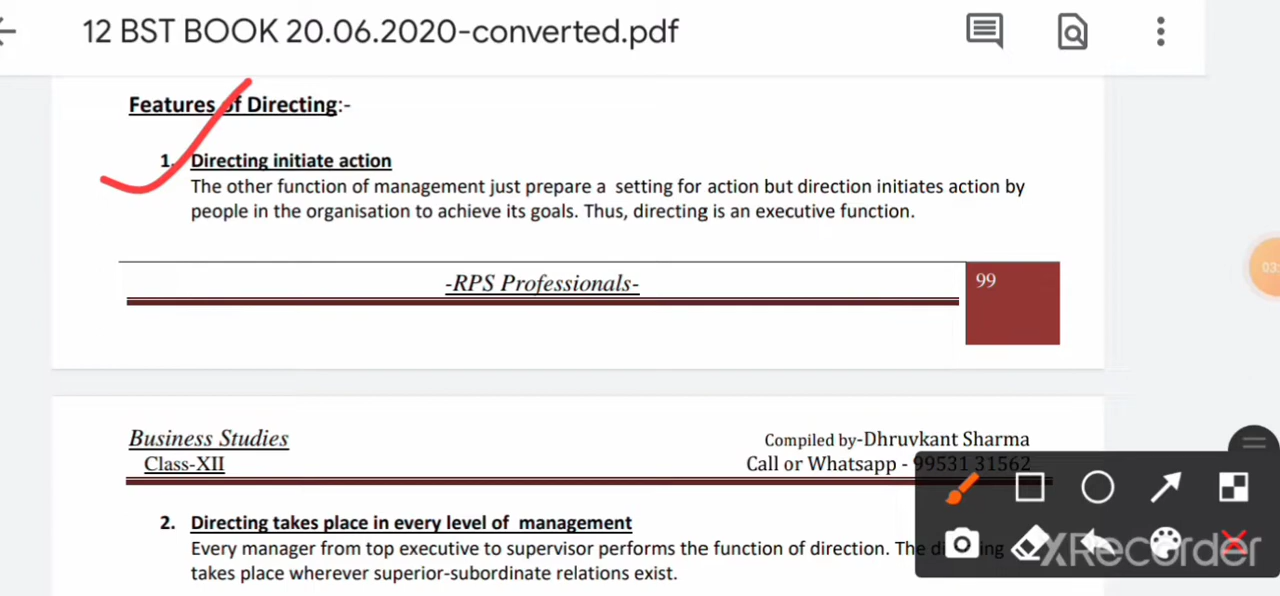 12 BST BOOK 20.06.2020-converted.pdf
Features of Directing:-
1. Directing initiate action
The other function of management just prepare a setting for action but direction initiates action by
people in the organisation to achieve its goals. Thus, directing is an executive function.
-RPS Professionals-
99
03:
Business Studies
Class-XII
Compiled by-Dhruvkant Sharma
Call or Whatsapp - 99531 31562
2. Directing takes place in every level of management
Every manager from top executive to supervisor performs the function of direction. The directing
takes place wherever superior-subordinate relations exist.
XRecorder